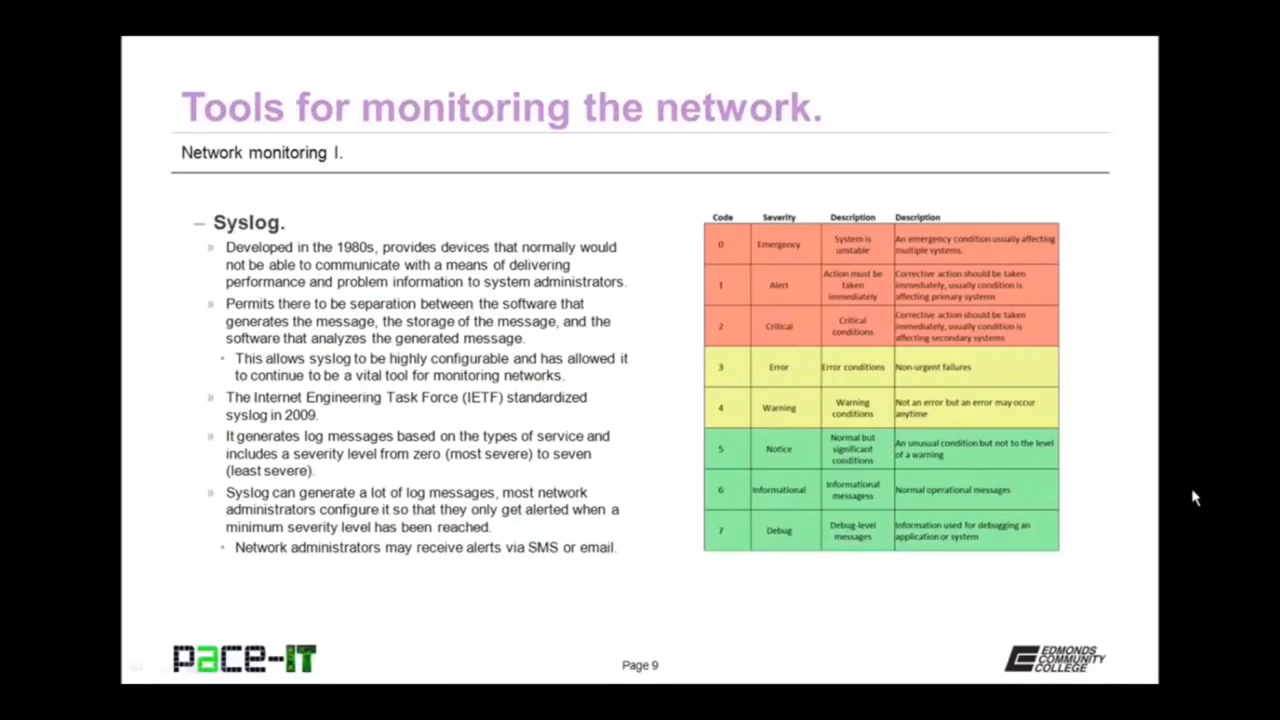 Tools for monitoring the network.
Network monitoring I.
– Syslog.
» Developed in the 1980s, provides devices that normally would
not be able to communicate with a means of delivering
performance and problem information to system administrators.
» Permits there to be separation between the software that
generates the message, the storage of the message, and the
software that analyzes the generated message.
• This allows syslog to be highly configurable and has allowed it
to continue to be a vital tool for monitoring networks.
» The Internet Engineering Task Force (IETF) standardized
syslog in 2009.
» It generates log messages based on the types of service and
includes a severity level from zero (most severe) to seven
(least severe).
» Syslog can generate a lot of log messages, most network
administrators configure it so that they only get alerted when a
minimum severity level has been reached.
• Network administrators may receive alerts via SMS or email.
Code Severity Description Description
0 Emergency System is unstable An emergency condition usually affecting multiple systems.
1 Alert Action must be taken immediately Corrective action should be taken immediately, usually condition is affecting primary systems
2 Critical Critical conditions Corrective action should be taken immediately, usually condition is affecting secondary systems
3 Error Error conditions Non-urgent failures
4 Warning Warning conditions Not an error but an error may occur anytime
5 Notice Normal but significant conditions An unusual condition but not to the level of a warning
6 Informational Informational messagess Normal operational messages
7 Debug Debug-level messages Information used for debugging an application or system
pace-IT
Page 9
EDMONDS
COMMUNITY
COLLEGE